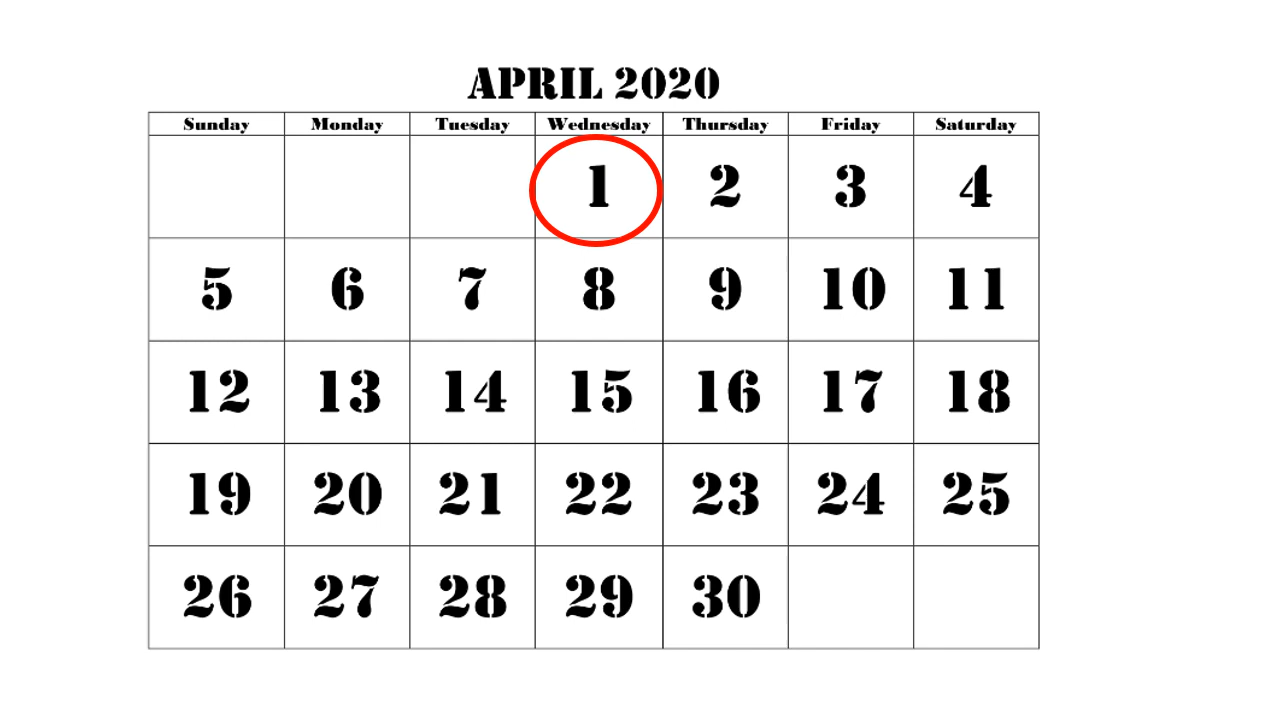 APRIL 2020
Sunday Monday Tuesday Wednesday Thursday Friday Saturday
1 2 3 4
5 6 7 8 9 10 11
12 13 14 15 16 17 18
19 20 21 22 23 24 25
26 27 28 29 30